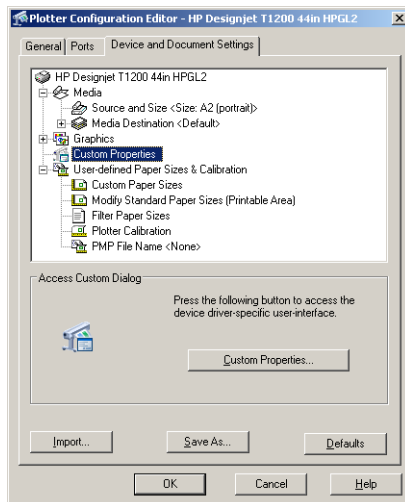 Plotter Configuration Editor - HP Designjet T1200 44in HPGL2
General
Ports
Device and Document Settings
HP Designjet T1200 44in HPGL2
Media
Source and Size <Size: A2 (portrait)>
Media Destination <Default>
Graphics
Custom Properties
User-defined Paper Sizes & Calibration
Custom Paper Sizes
Modify Standard Paper Sizes (Printable Area)
Filter Paper Sizes
Plotter Calibration
PMP File Name <None>
Access Custom Dialog
Press the following button to access the
device driver-specific user-interface.
Custom Properties...
Import...
Save As...
Defaults
OK
Cancel
Help